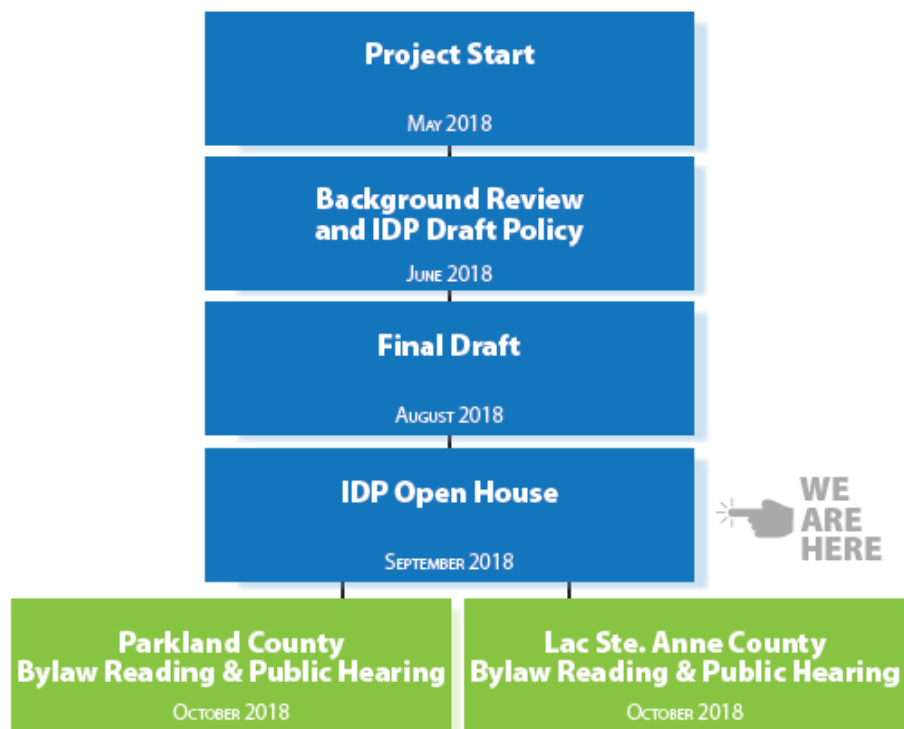 Project Start
May 2018
Background Review
and IDP Draft Policy
June 2018
Final Draft
August 2018
IDP Open House
September 2018
WE
ARE
HERE
Parkland County
Bylaw Reading & Public Hearing
October 2018
Lac Ste. Anne County
Bylaw Reading & Public Hearing
October 2018